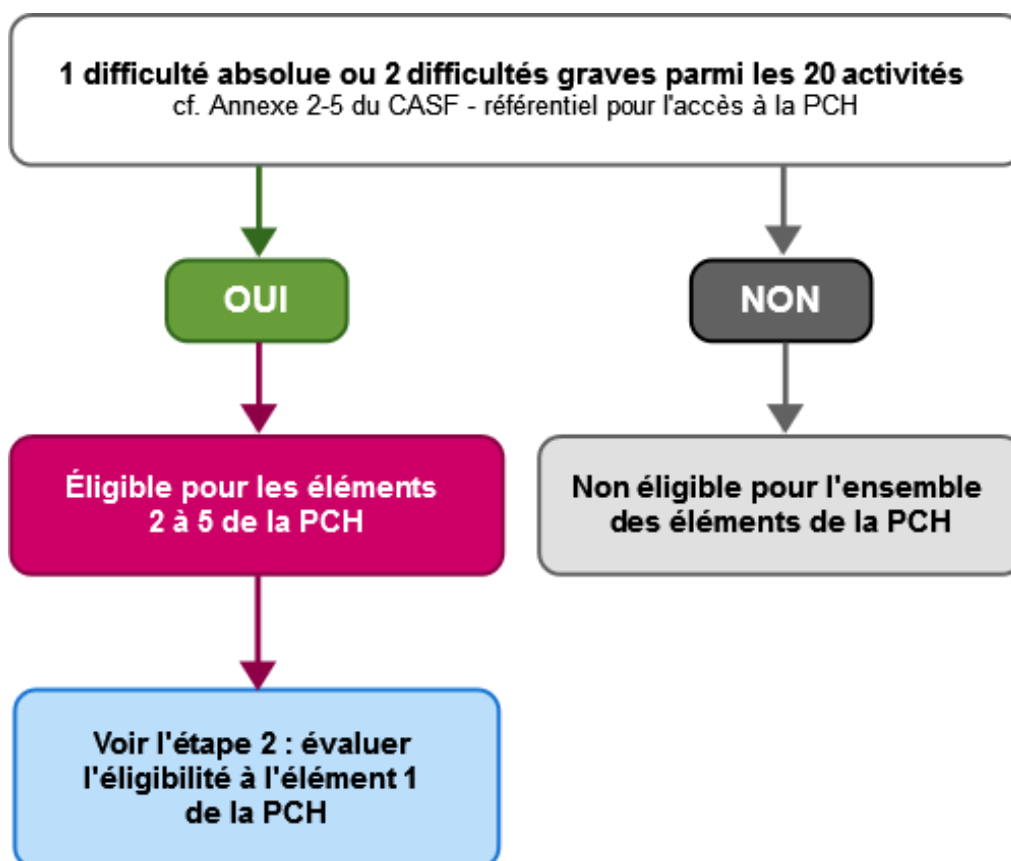 1 difficulté absolue ou 2 difficultés graves parmi les 20 activités
cf. Annexe 2-5 du CASF - référentiel pour l'accès à la PCH
OUI
NON
Éligible pour les éléments
2 à 5 de la PCH
Non éligible pour l'ensemble
des éléments de la PCH
Voir l'étape 2 : évaluer
l'éligibilité à l'élément 1
de la PCH